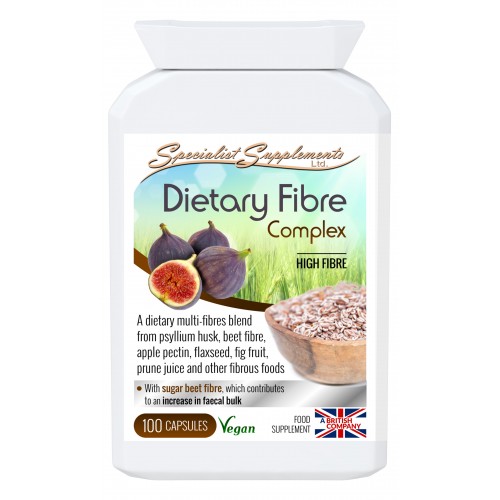 Specialist Supplements
Ltd.
Dietary Fibre
Complex
HIGH FIBRE
A dietary multi-fibres blend
from psyllium husk, beet fibre,
apple pectin, flaxseed, fig fruit,
prune juice and other fibrous foods
• With sugar beet fibre, which contributes
to an increase in faecal bulk
100 CAPSULES
Vegan
FOOD
SUPPLEMENT
A BRITISH
COMPANY